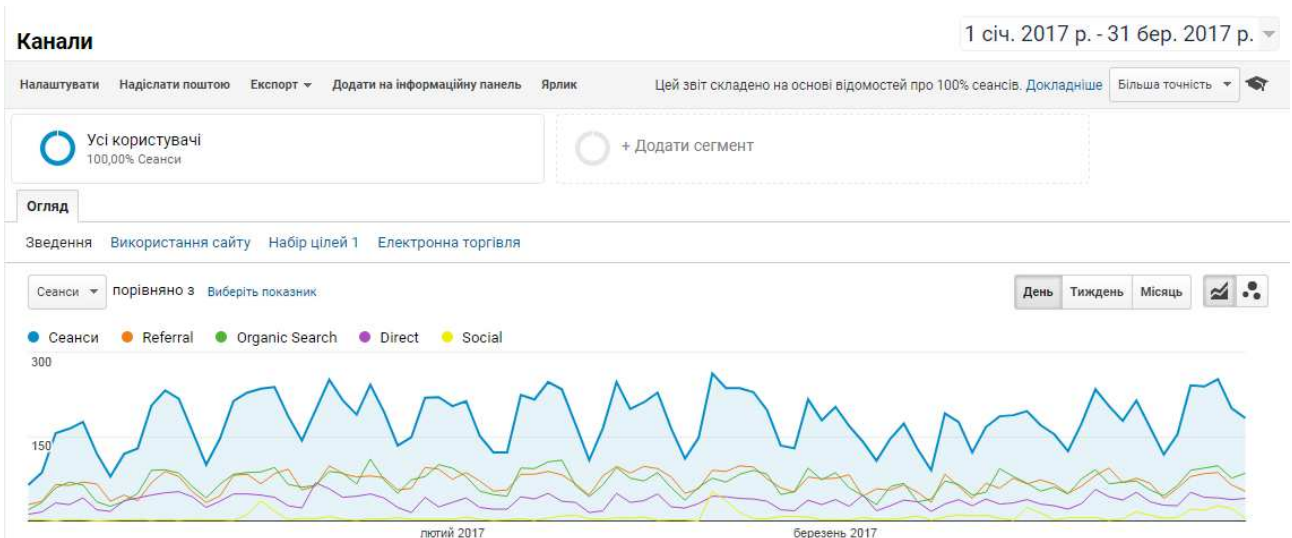 Канали
1 січ. 2017 р. - 31 бер. 2017 р.
Налаштувати Надіслати поштою Експорт Додати на інформаційну панель Ярлик Цей звіт складено на основі відомостей про 100% сеансів. Докладніше Більша точність
Усі користувачі
100,00% Сеанси
+ Додати сегмент
Огляд
Зведення Використання сайту Набір цілей 1 Електронна торгівля
Сеанси порівняно з Виберіть показник День Тиждень Місяць
Сеанси Referral Organic Search Direct Social
300
150
лютий 2017 березень 2017